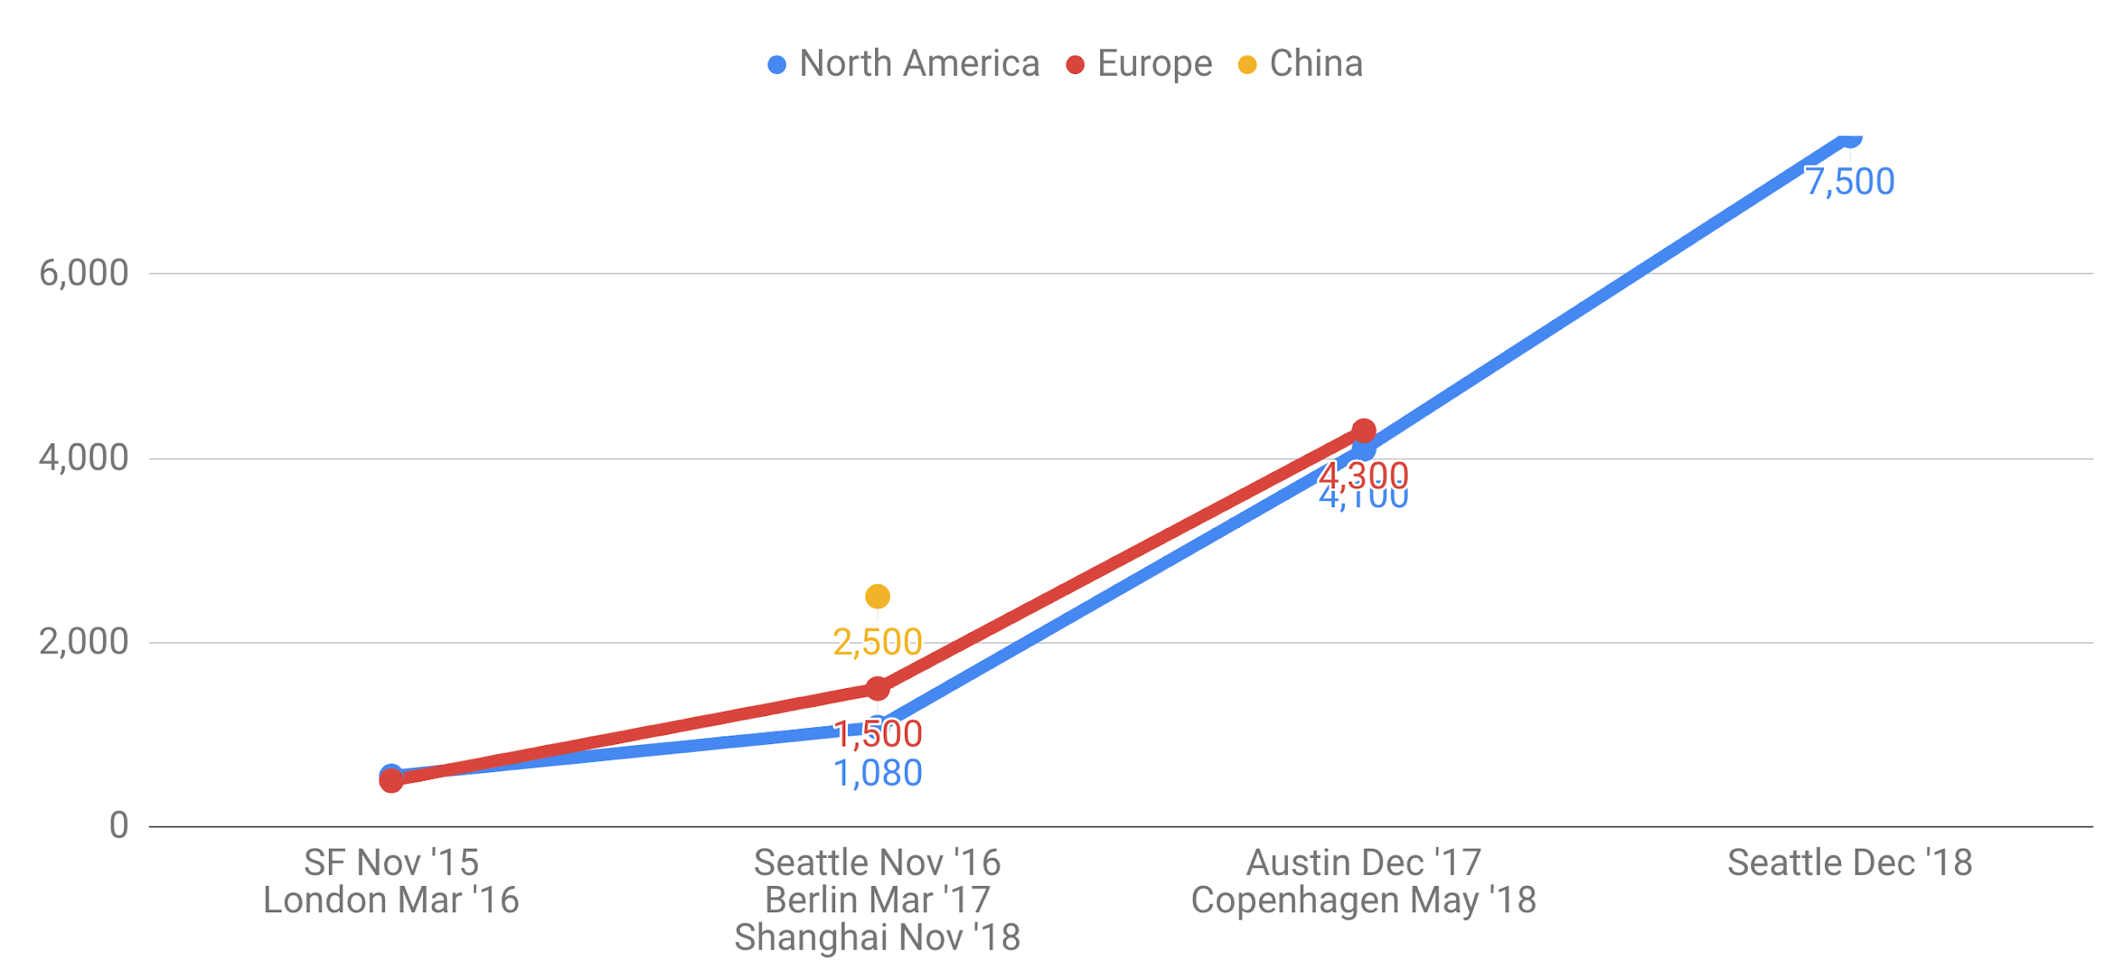 North America Europe China
7,500
6,000
4,000
4,300
4,100
2,500
2,000
1,500
1,080
0
SF Nov '15
London Mar '16
Seattle Nov '16
Berlin Mar '17
Shanghai Nov '18
Austin Dec '17
Copenhagen May '18
Seattle Dec '18